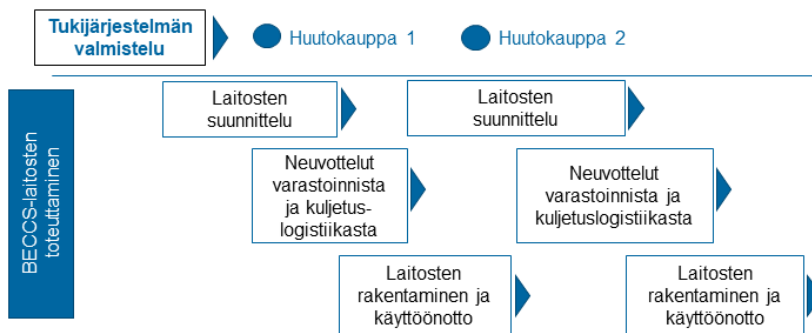 Tukijärjestelmän
valmistelu
Huutokauppa 1
Huutokauppa 2
BECCS-laitosten
toteuttaminen
Laitosten
suunnittelu
Laitosten
suunnittelu
Neuvottelut
varastoinnista
ja kuljetus-
logistiikasta
Neuvottelut
varastoinnista ja
kuljetuslogistiikasta
Laitosten
rakentaminen ja
käyttöönotto
Laitosten
rakentaminen ja
käyttöönotto